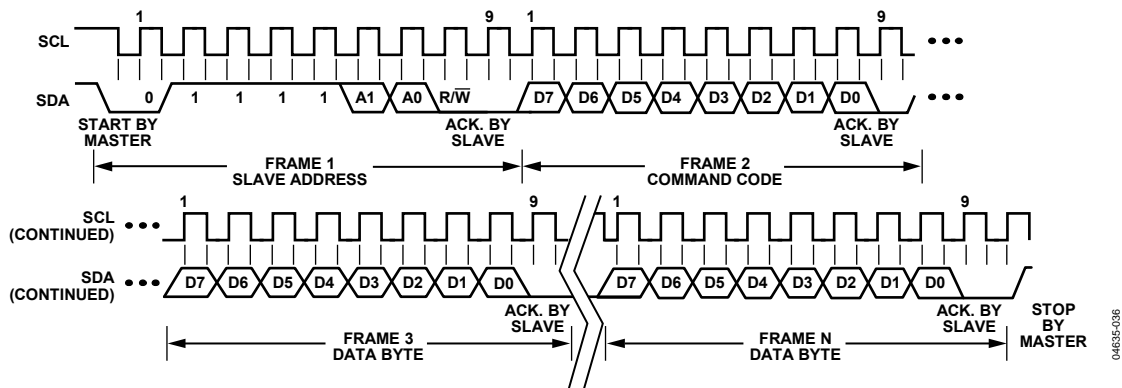 1 9 1 9
SCL
SDA 0 1 1 1 1 A1 A0 R/W̅ D7 D6 D5 D4 D3 D2 D1 D0
START BY MASTER
ACK. BY SLAVE
ACK. BY SLAVE
FRAME 1
SLAVE ADDRESS
FRAME 2
COMMAND CODE
1 9 1 9
SCL
(CONTINUED)
SDA
(CONTINUED)
D7 D6 D5 D4 D3 D2 D1 D0 D7 D6 D5 D4 D3 D2 D1 D0
ACK. BY
SLAVE
ACK. BY
SLAVE
STOP
BY
MASTER
FRAME 3
DATA BYTE
FRAME N
DATA BYTE
04635-036